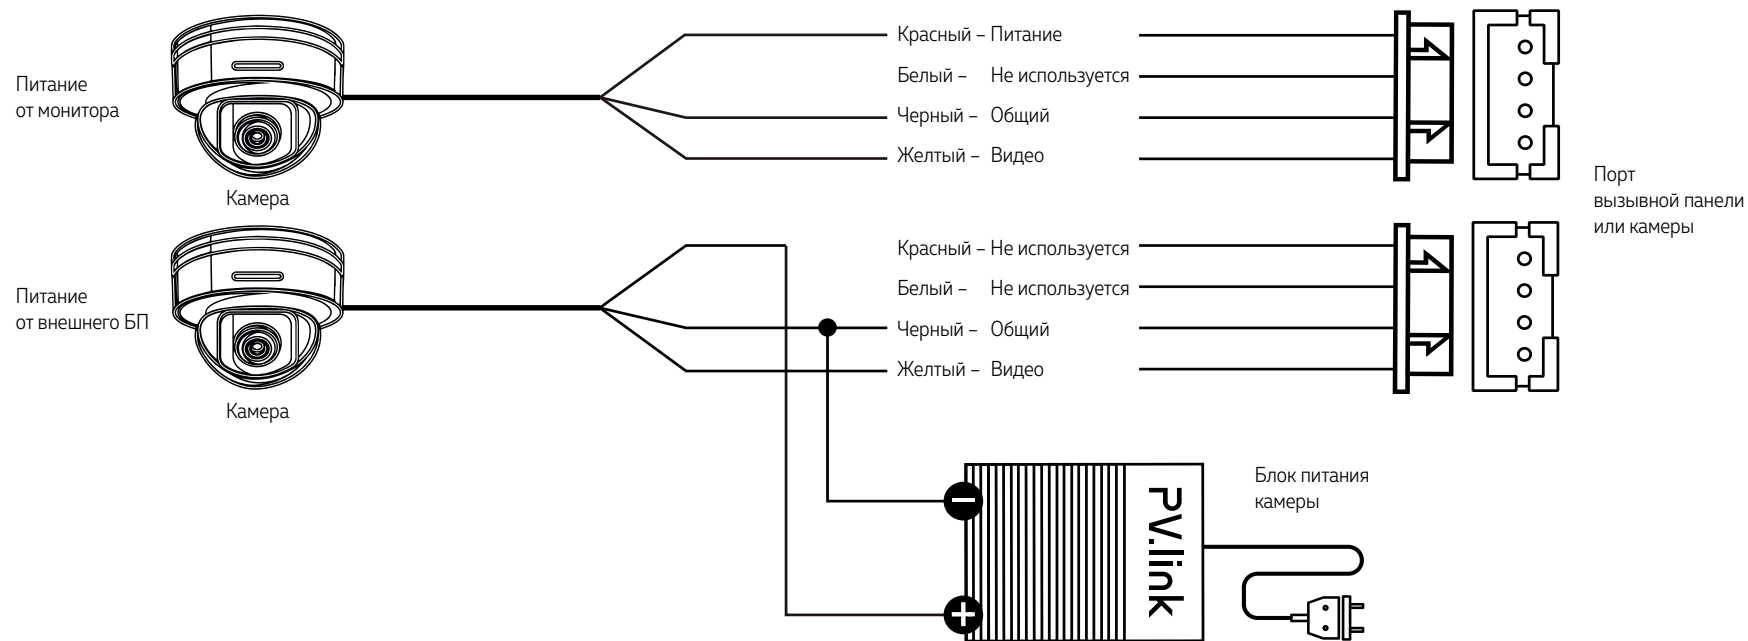 Питание
от монитора
Камера
Красный – Питание
Белый – Не используется
Черный – Общий
Желтый – Видео
Порт
вызывной панели
или камеры
Питание
от внешнего БП
Камера
Красный – Не используется
Белый – Не используется
Черный – Общий
Желтый – Видео
Блок питания
камеры
PV.link